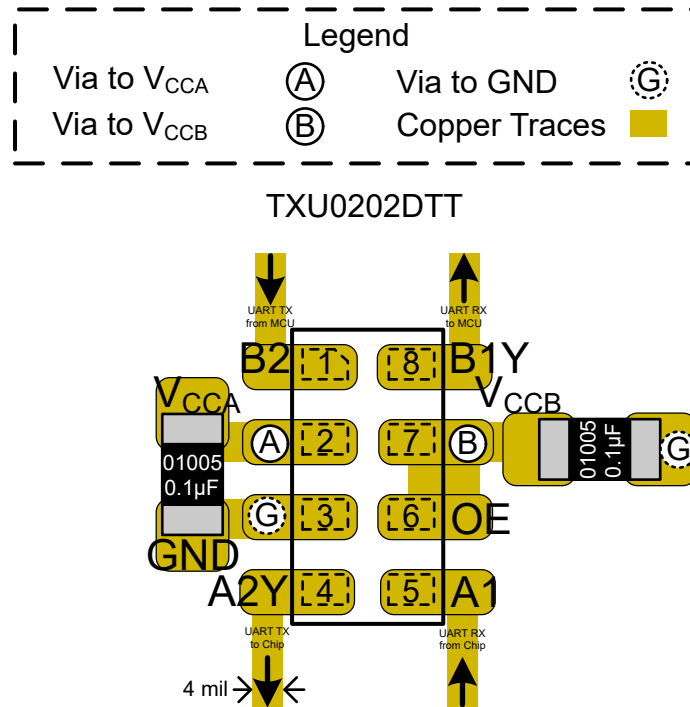 Legend
Via to VCCA A Via to GND G
Via to VCCB B Copper Traces
TXU0202DTT
UART TX
from MCU
UART RX
to MCU
B2 1 8 B1Y
VCCA VCCB
A 2 7 B
01005
0.1µF
01005
0.1µF
G
G 3 6 OE
GND
A2Y 4 5 A1
UART TX
to Chip
UART RX
from Chip
4 mil